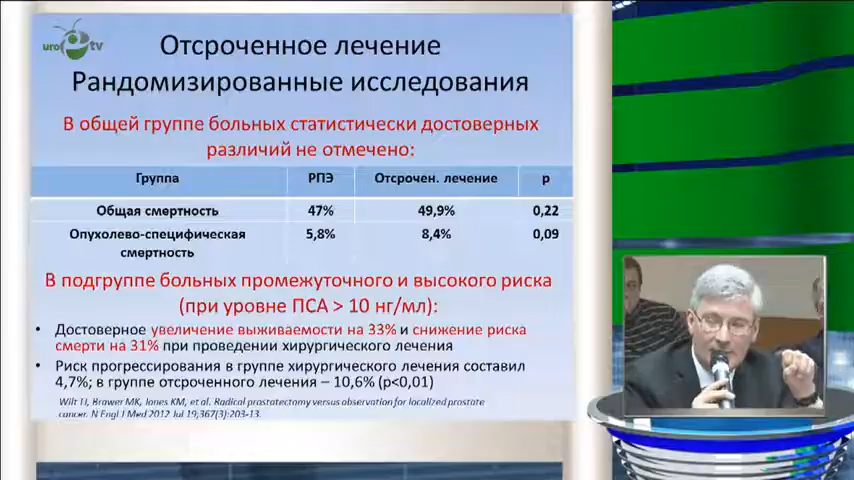 uro tv
Отсроченное лечение
Рандомизированные исследования
В общей группе больных статистически достоверных
различий не отмечено:
Группа РПЭ Отсрочен. лечение р
Общая смертность 47% 49,9% 0,22
Опухолево-специфическая 5,8% 8,4% 0,09
смертность
В подгруппе больных промежуточного и высокого риска
(при уровне ПСА > 10 нг/мл):
• Достоверное увеличение выживаемости на 33% и снижение риска
смерти на 31% при проведении хирургического лечения
• Риск прогрессирования в группе хирургического лечения составил
4,7%; в группе отсроченного лечения – 10,6% (p<0,01)
Wilt TJ, Brawer MK, Jones KM, et al. Radical prostatectomy versus observation for localized prostate
cancer. N Engl J Med 2012 Jul 19;367(3):203-13.